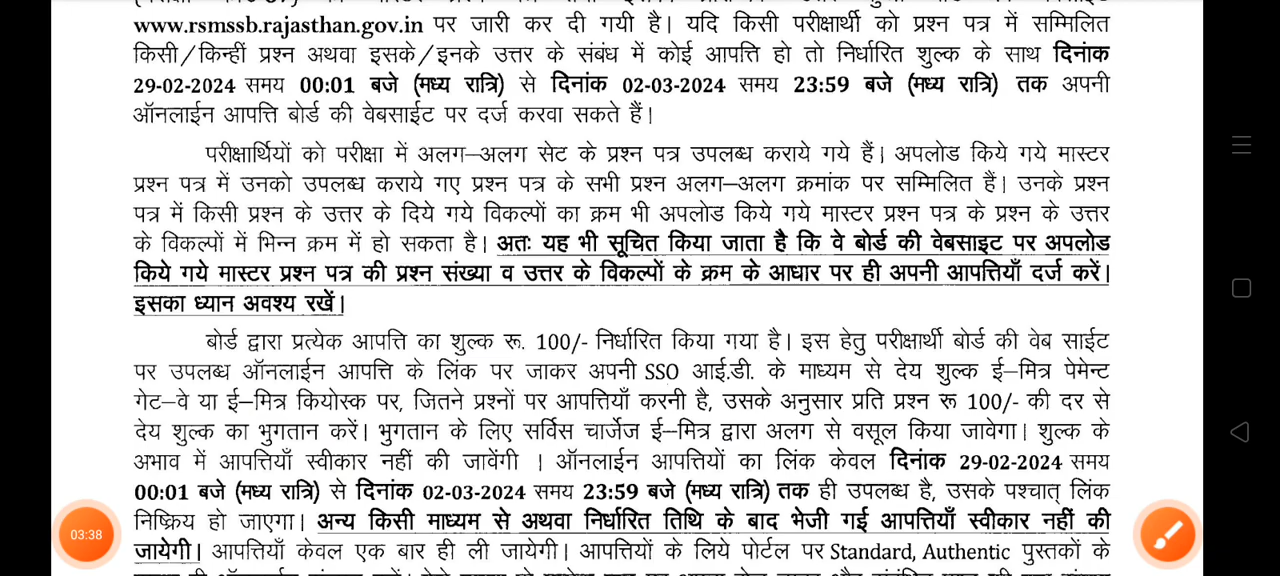 www.rsmssb.rajasthan.gov.in पर जारी कर दी गयी है। यदि किसी परीक्षार्थी को प्रश्न पत्र में सम्मिलित
किसी/किन्हीं प्रश्न अथवा इसके/इनके उत्तर के संबंध में कोई आपत्ति हो तो निर्धारित शुल्क के साथ दिनांक
29-02-2024 समय 00:01 बजे (मध्य रात्रि) से दिनांक 02-03-2024 समय 23:59 बजे (मध्य रात्रि) तक अपनी
ऑनलाईन आपत्ति बोर्ड की वेबसाईट पर दर्ज करवा सकते हैं।
परीक्षार्थियों को परीक्षा में अलग–अलग सेट के प्रश्न पत्र उपलब्ध कराये गये हैं। अपलोड किये गये मास्टर
प्रश्न पत्र में उनको उपलब्ध कराये गए प्रश्न पत्र के सभी प्रश्न अलग–अलग क्रमांक पर सम्मिलित हैं। उनके प्रश्न
पत्र में किसी प्रश्न के उत्तर के दिये गये विकल्पों का क्रम भी अपलोड किये गये मास्टर प्रश्न पत्र के प्रश्न के उत्तर
के विकल्पों में भिन्न क्रम में हो सकता है। अतः यह भी सूचित किया जाता है कि वे बोर्ड की वेबसाइट पर अपलोड
किये गये मास्टर प्रश्न पत्र की प्रश्न संख्या व उत्तर के विकल्पों के क्रम के आधार पर ही अपनी आपत्तियाँ दर्ज करें।
इसका ध्यान अवश्य रखें।
बोर्ड द्वारा प्रत्येक आपत्ति का शुल्क रू. 100/- निर्धारित किया गया है। इस हेतु परीक्षार्थी बोर्ड की वेब साईट
पर उपलब्ध ऑनलाईन आपत्ति के लिंक पर जाकर अपनी SSO आई.डी. के माध्यम से देय शुल्क ई–मित्र पेमेन्ट
गेट–वे या ई–मित्र कियोस्क पर, जितने प्रश्नों पर आपत्तियाँ करनी है, उसके अनुसार प्रति प्रश्न रू 100/- की दर से
देय शुल्क का भुगतान करें। भुगतान के लिए सर्विस चार्जेज ई–मित्र द्वारा अलग से वसूल किया जावेगा। शुल्क के
अभाव में आपत्तियाँ स्वीकार नहीं की जावेंगी । ऑनलाईन आपत्तियों का लिंक केवल दिनांक 29-02-2024 समय
00:01 बजे (मध्य रात्रि) से दिनांक 02-03-2024 समय 23:59 बजे (मध्य रात्रि) तक ही उपलब्ध है, उसके पश्चात् लिंक
03:38
निष्क्रिय हो जाएगा। अन्य किसी माध्यम से अथवा निर्धारित तिथि के बाद भेजी गई आपत्तियाँ स्वीकार नहीं की
जायेगी। आपत्तियाँ केवल एक बार ही ली जायेगी। आपत्तियों के लिये पोर्टल पर Standard, Authentic पुस्तकों के